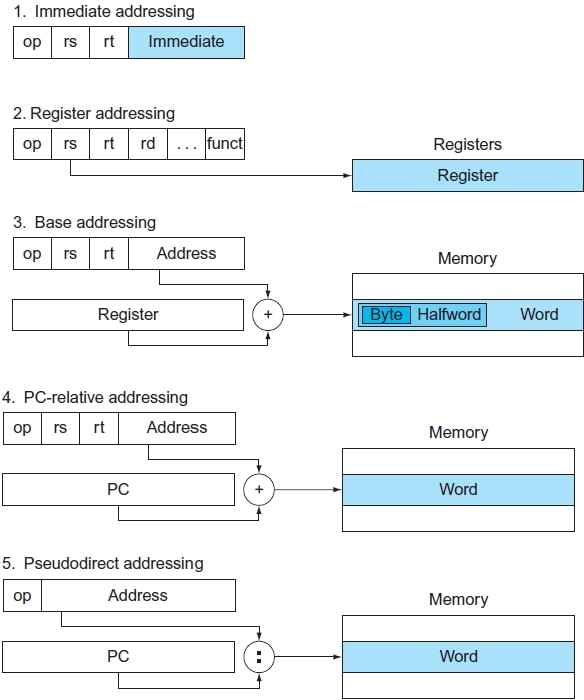 1. Immediate addressing
op rs rt Immediate
2. Register addressing
op rs rt rd ... funct
Registers
Register
3. Base addressing
op rs rt Address
Memory
Register
+
Byte Halfword Word
4. PC-relative addressing
op rs rt Address
Memory
PC
+
Word
5. Pseudodirect addressing
op Address
Memory
PC
:
Word